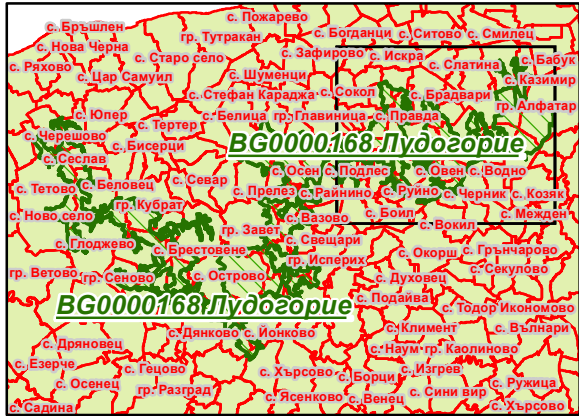 с. Пожарево
с. Бръшлен
с. Богданци с. Ситово с. Смилец
гр. Тутракан
с. Нова Черна
с. Зафирово с. Искра
с. Старо село
с. Бабук
с. Ряхово
с. Слатина
с. Цар Самуил
с. Шуменци
с. Казимир
с. Стефан Караджа с. Сокол
с. Брадвари
гр. Алфатар
с. Юпер
с. Белица гр. Главиница
с. Правда
с. Тертер
с. Черешово
BG0000168 Лудогорие
с. Бисерци
с. Сеслав
с. Осен с. Подлес
с. Овен с. Водно
с. Тетово с. Беловец
с. Севар
с. Прелез с. Райнино
с. Руйно
с. Черник с. Козяк
гр. Кубрат
с. Ново село
с. Вазово
с. Боил
с. Межден
с. Вокил
гр. Завет
с. Глоджево
с. Свещари
с. Брестовене
с. Окорш с. Грънчарово
гр. Исперих
с. Секулово
гр. Ветово
гр. Сеново
с. Острово
с. Духовец
с. Подайва
BG0000168 Лудогорие
с. Тодор Икономово
с. Климент
с. Вълнари
с. Дянково с. Йонково
с. Дряновец
с. Наум гр. Каолиново
с. Езерче
с. Гецово
с. Изгрев
с. Хърсово
с. Борци
с. Осенец
с. Ружица
гр. Разград
с. Сини вир
с. Ясенково
с. Венец
с. Садина
с. Хърсово